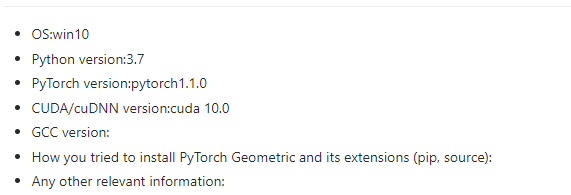 OS:win10
Python version:3.7
PyTorch version:pytorch1.1.0
CUDA/cuDNN version:cuda 10.0
GCC version:
How you tried to install PyTorch Geometric and its extensions (pip, source):
Any other relevant information: